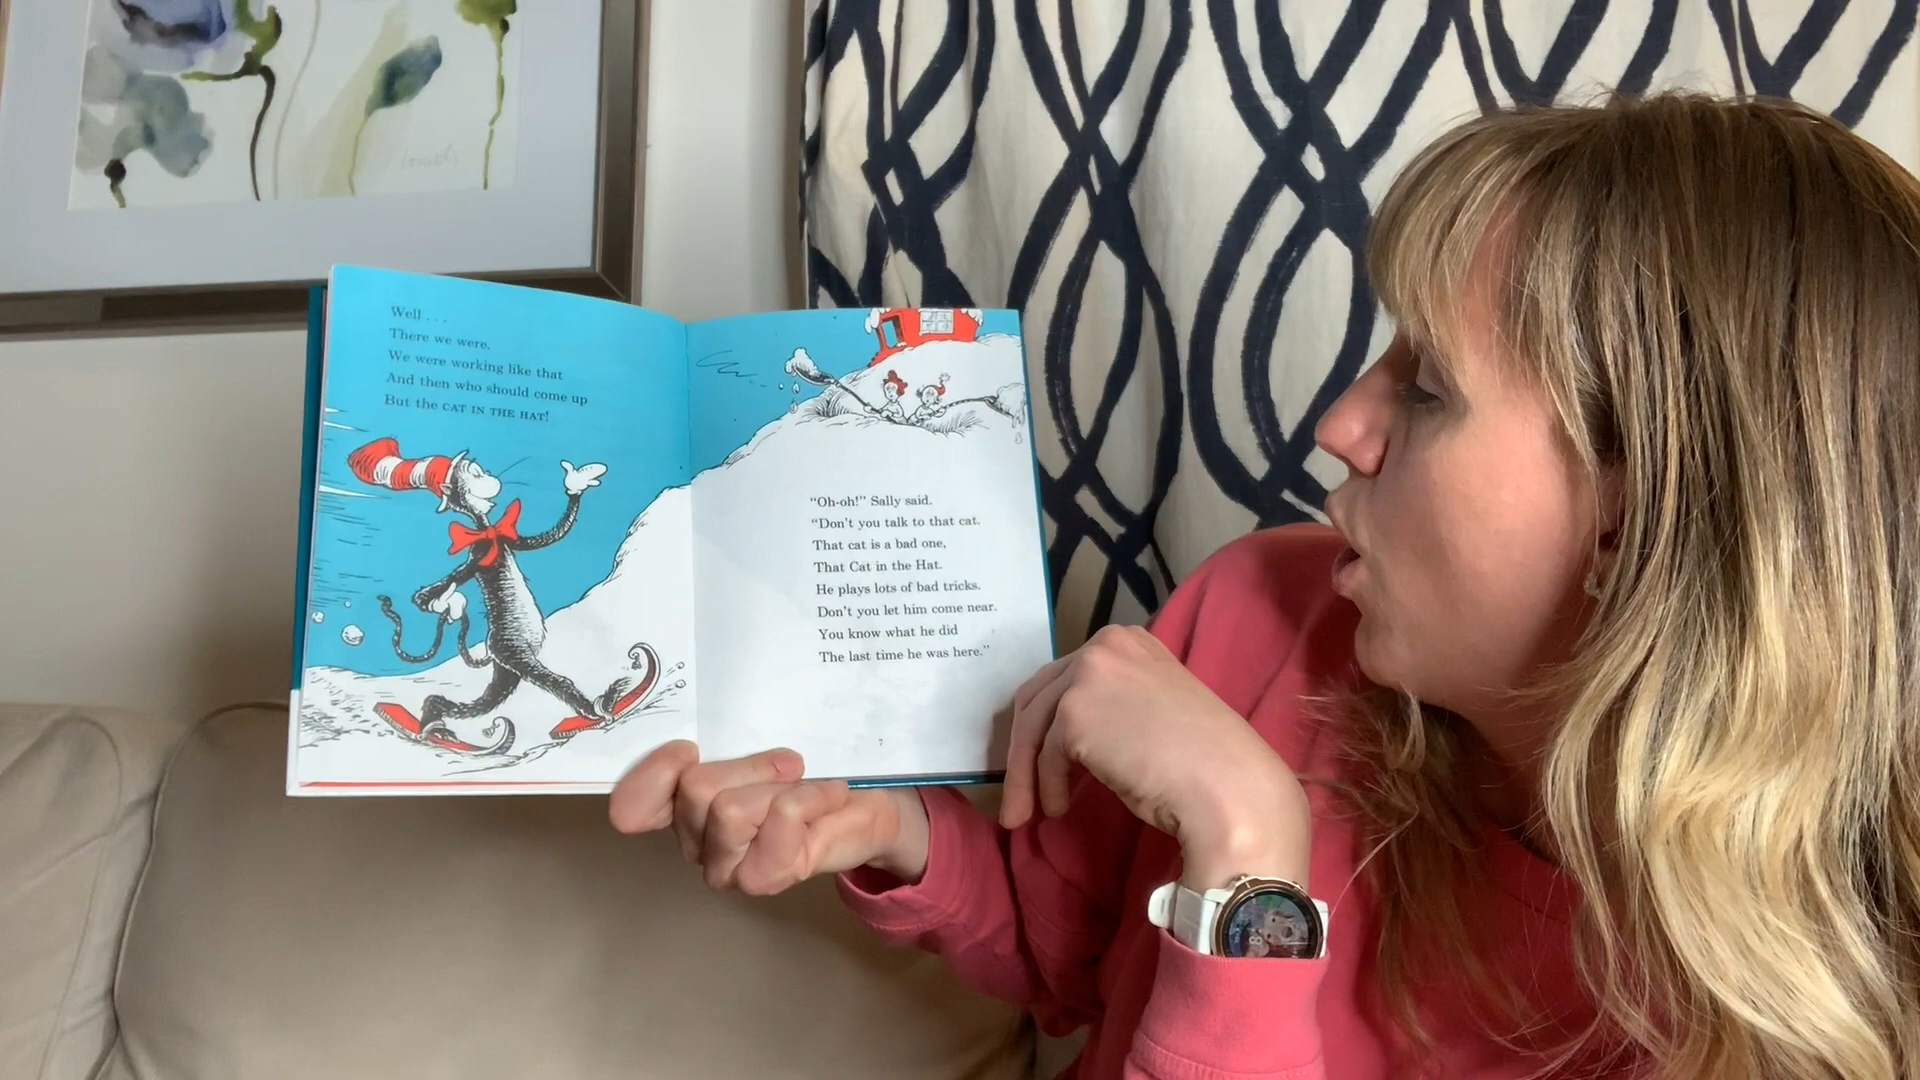 Well . . .
There we were.
We were working like that
And then who should come up
But the CAT IN THE HAT!
“Oh-oh!” Sally said.
“Don’t you talk to that cat.
That cat is a bad one,
That Cat in the Hat.
He plays lots of bad tricks.
Don’t you let him come near.
You know what he did
The last time he was here.”
7